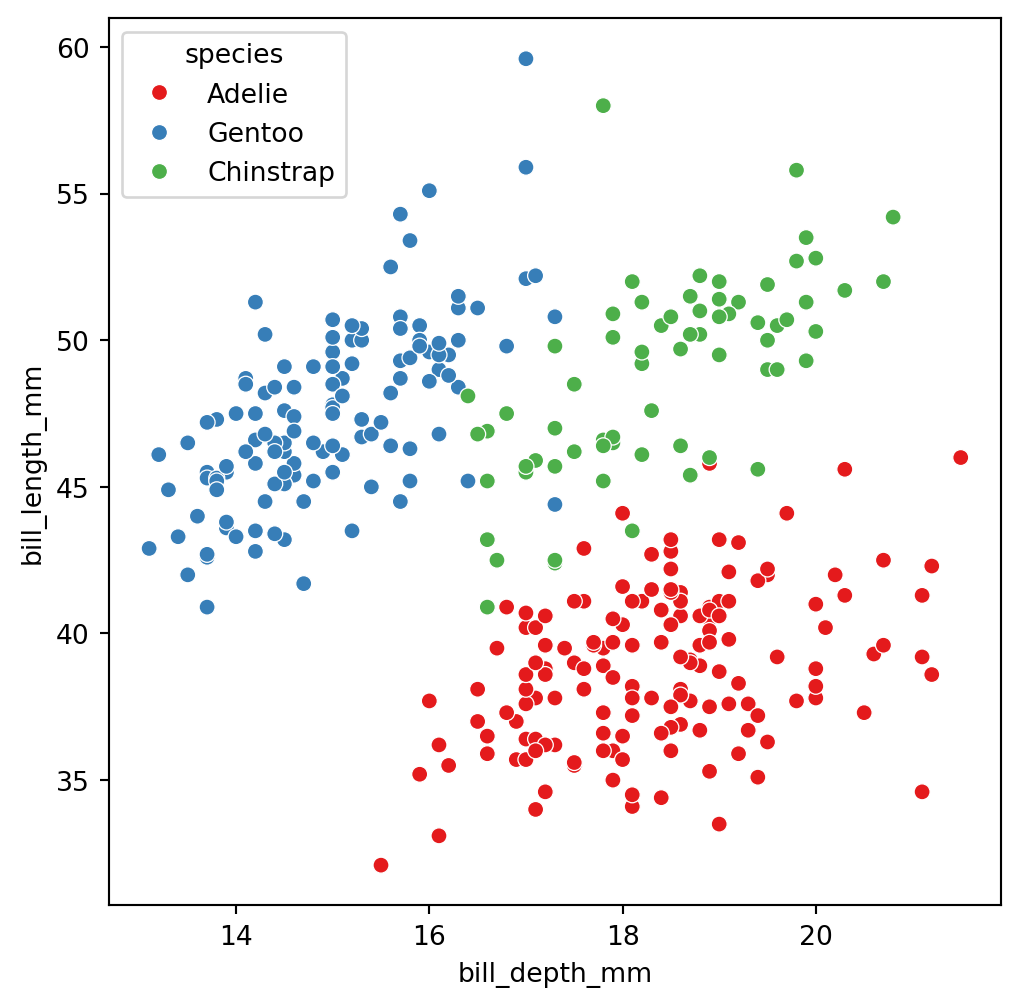 species
Adelie
Gentoo
Chinstrap
60
55
50
45
40
35
bill_length_mm
14 16 18 20
bill_depth_mm